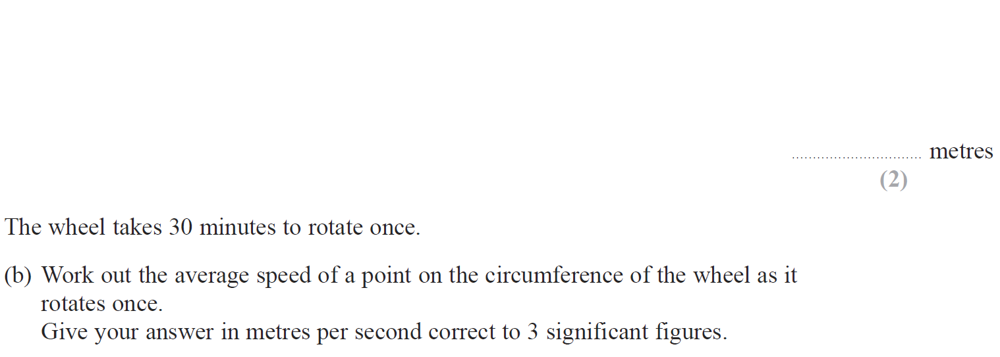 .............................. metres
(2)
The wheel takes 30 minutes to rotate once.
(b) Work out the average speed of a point on the circumference of the wheel as it
rotates once.
Give your answer in metres per second correct to 3 significant figures.